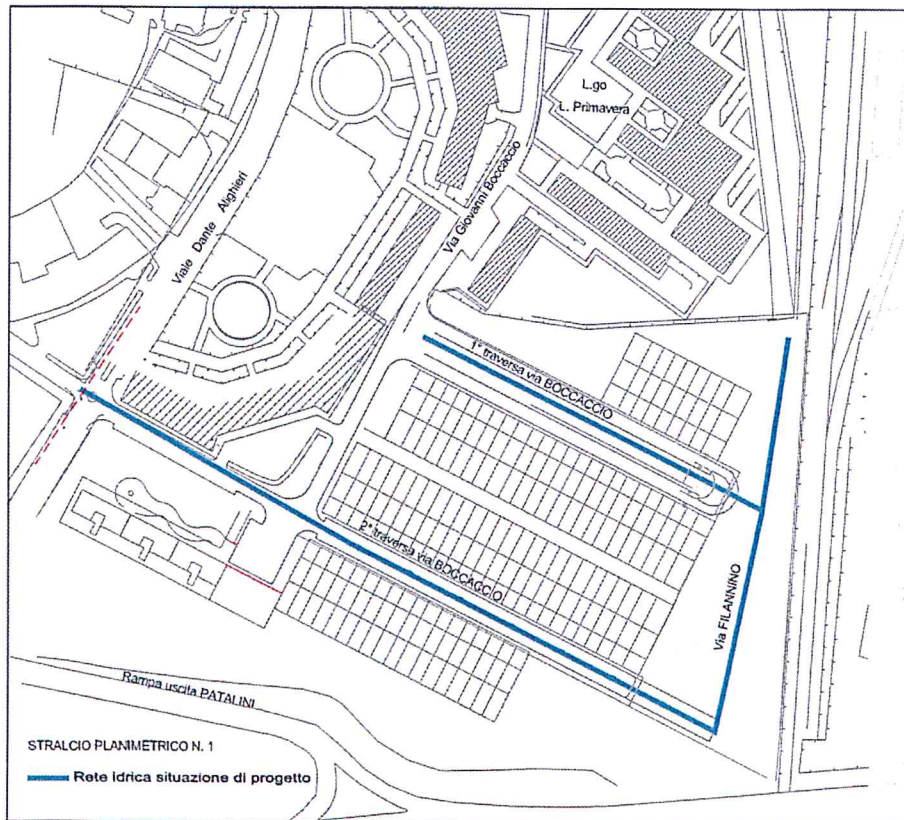 L.go
L. Primavera
Via Giovanni Boccaccio
Viale Dante Alighieri
1° traversa via BOCCACCIO
2° traversa via BOCCACCIO
Via FILANNINO
Rampa uscita PATALINI
STRALCIO PLANIMETRICO N. 1
Rete idrica situazione di progetto